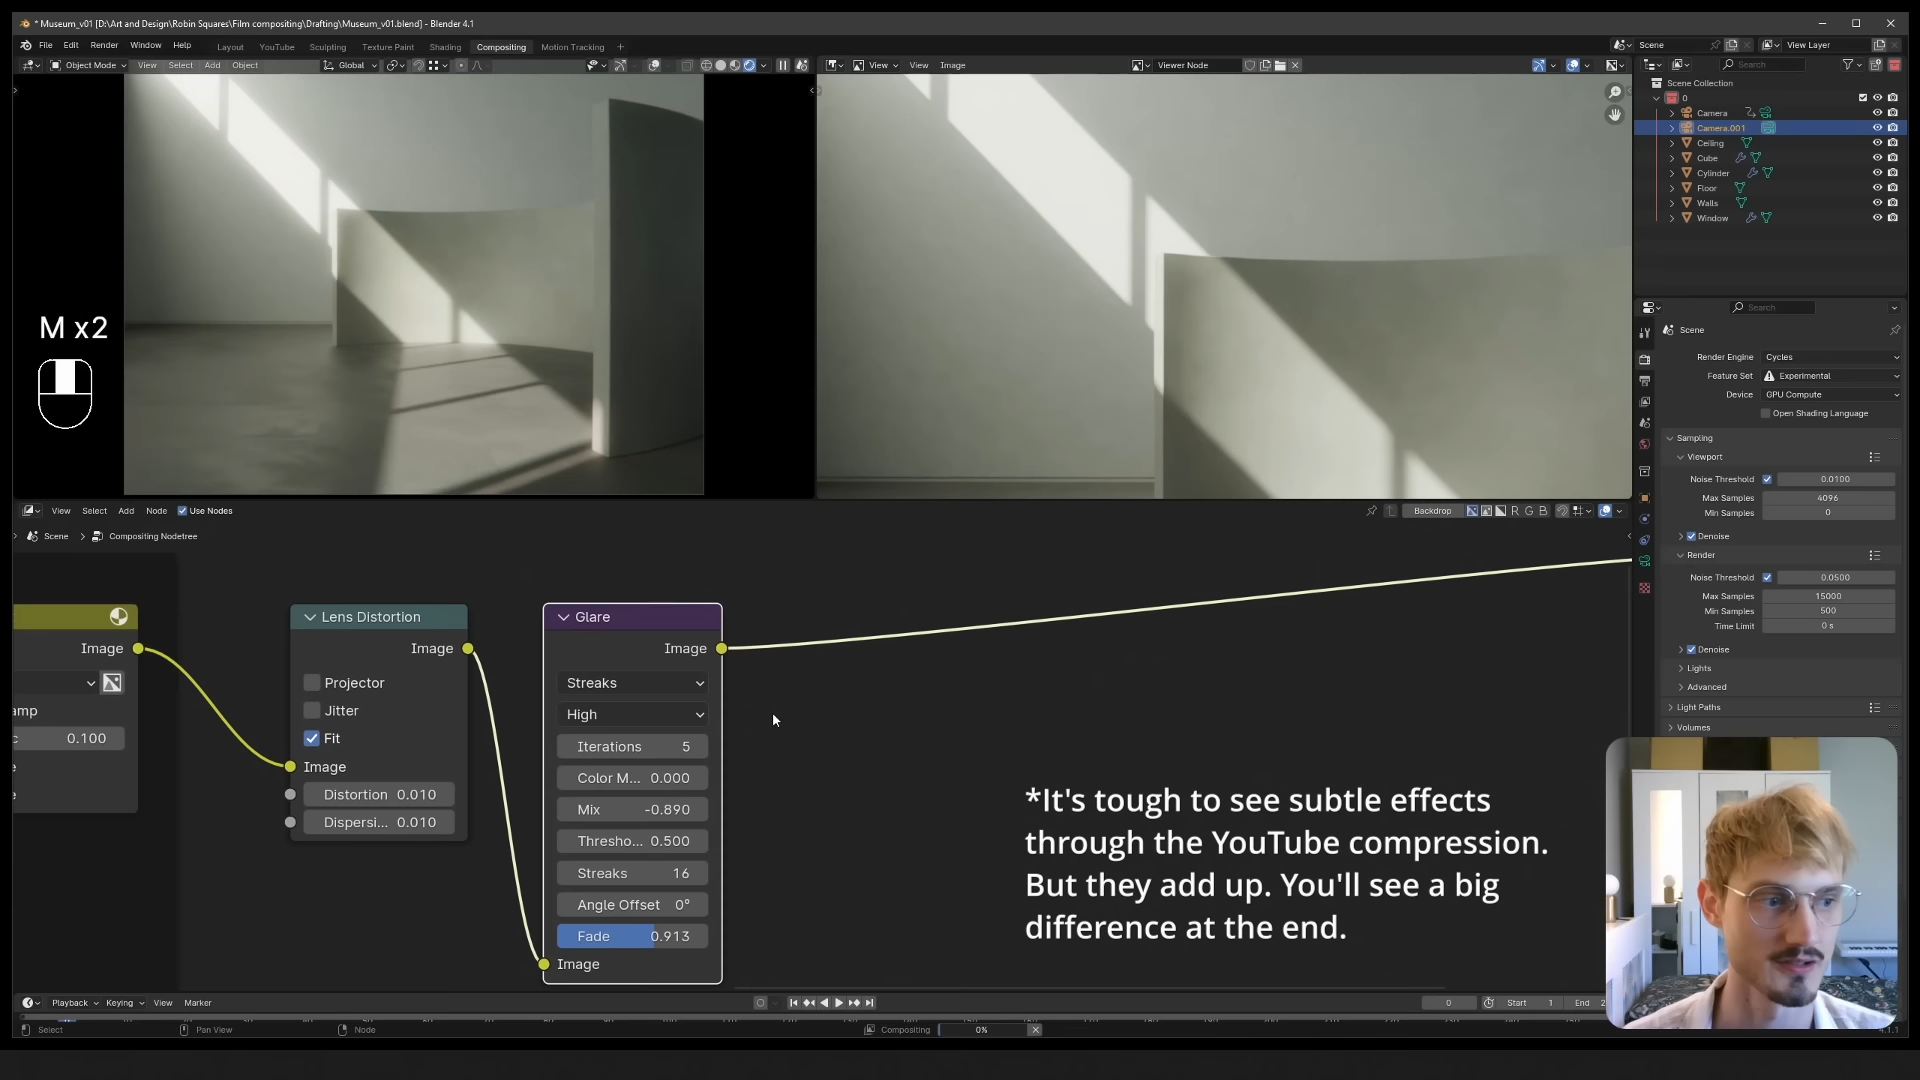 * Museum_v01 [D:\Art and Design\Robin Squares\Film compositing\Drafting\Museum_v01.blend] - Blender 4.1
File Edit Render Window Help Layout YouTube Sculpting Texture Paint Shading Compositing Motion Tracking + Scene View Layer
Object Mode View Select Add Object Global View View Image Viewer Node Search
Scene Collection
0
Camera
Camera.001
Ceiling
Cube
Cylinder
Floor
Walls
Window
M x2
Search
Scene
Render Engine Cycles
Feature Set Experimental
Device GPU Compute
Open Shading Language
Sampling
Viewport
Noise Threshold 0.0100
Max Samples 4096
Min Samples 0
Denoise
Render
Noise Threshold 0.0500
Max Samples 15000
Min Samples 500
Time Limit 0 s
Denoise
Lights
Advanced
Light Paths
Volumes
View Select Add Node Use Nodes Backdrop R G B
Scene > Compositing Nodetree
Image
amp
c 0.100
e
e
Lens Distortion
Image
Projector
Jitter
Fit
Image
Distortion 0.010
Dispersi... 0.010
Glare
Image
Streaks
High
Iterations 5
Color M... 0.000
Mix -0.890
Thresho... 0.500
Streaks 16
Angle Offset 0°
Fade 0.913
Image
*It's tough to see subtle effects
through the YouTube compression.
But they add up. You'll see a big
difference at the end.
Playback Keying View Marker 0 Start 1 End 2
Select Pan View Node Compositing 0% 4.1.1